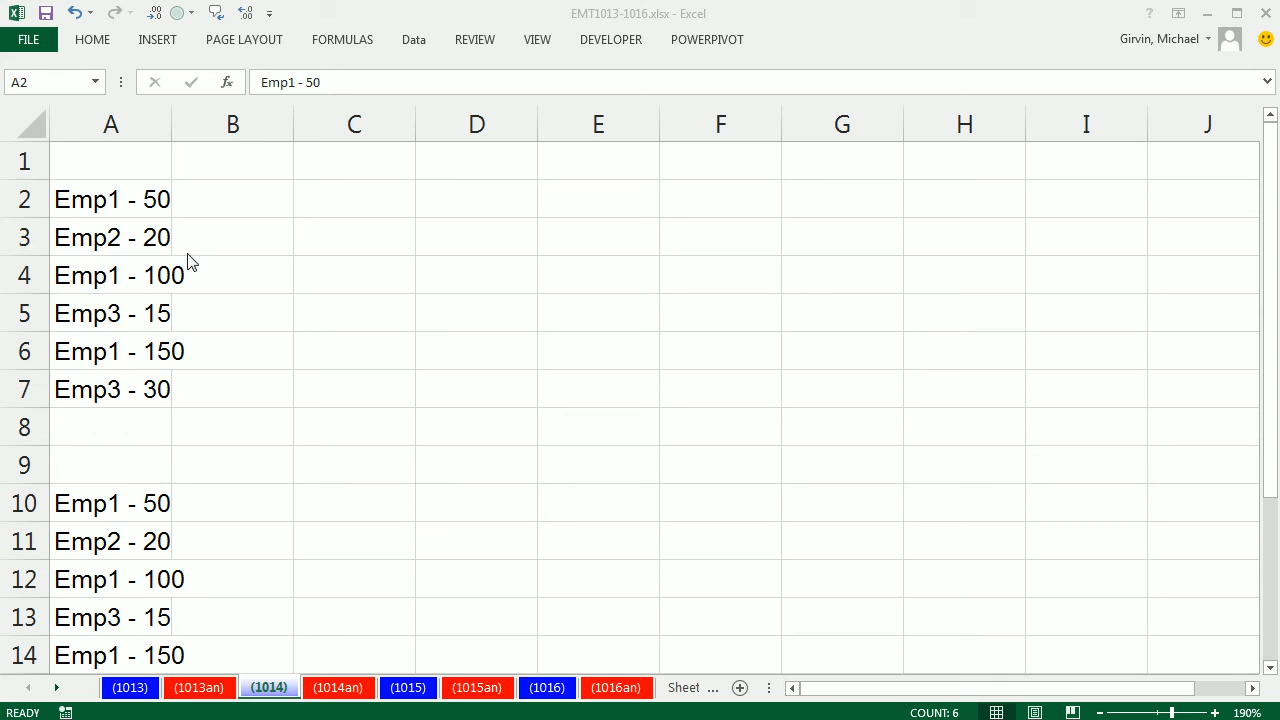 EMT1013-1016.xlsx - Excel
FILE HOME INSERT PAGE LAYOUT FORMULAS Data REVIEW VIEW DEVELOPER POWERPIVOT Girvin, Michael
A2 fx Emp1 - 50
A B C D E F G H I J
1
2 Emp1 - 50
3 Emp2 - 20
4 Emp1 - 100
5 Emp3 - 15
6 Emp1 - 150
7 Emp3 - 30
8
9
10 Emp1 - 50
11 Emp2 - 20
12 Emp1 - 100
13 Emp3 - 15
14 Emp1 - 150
(1013) (1013an) (1014) (1014an) (1015) (1015an) (1016) (1016an) Sheet ...
READY COUNT: 6 190%